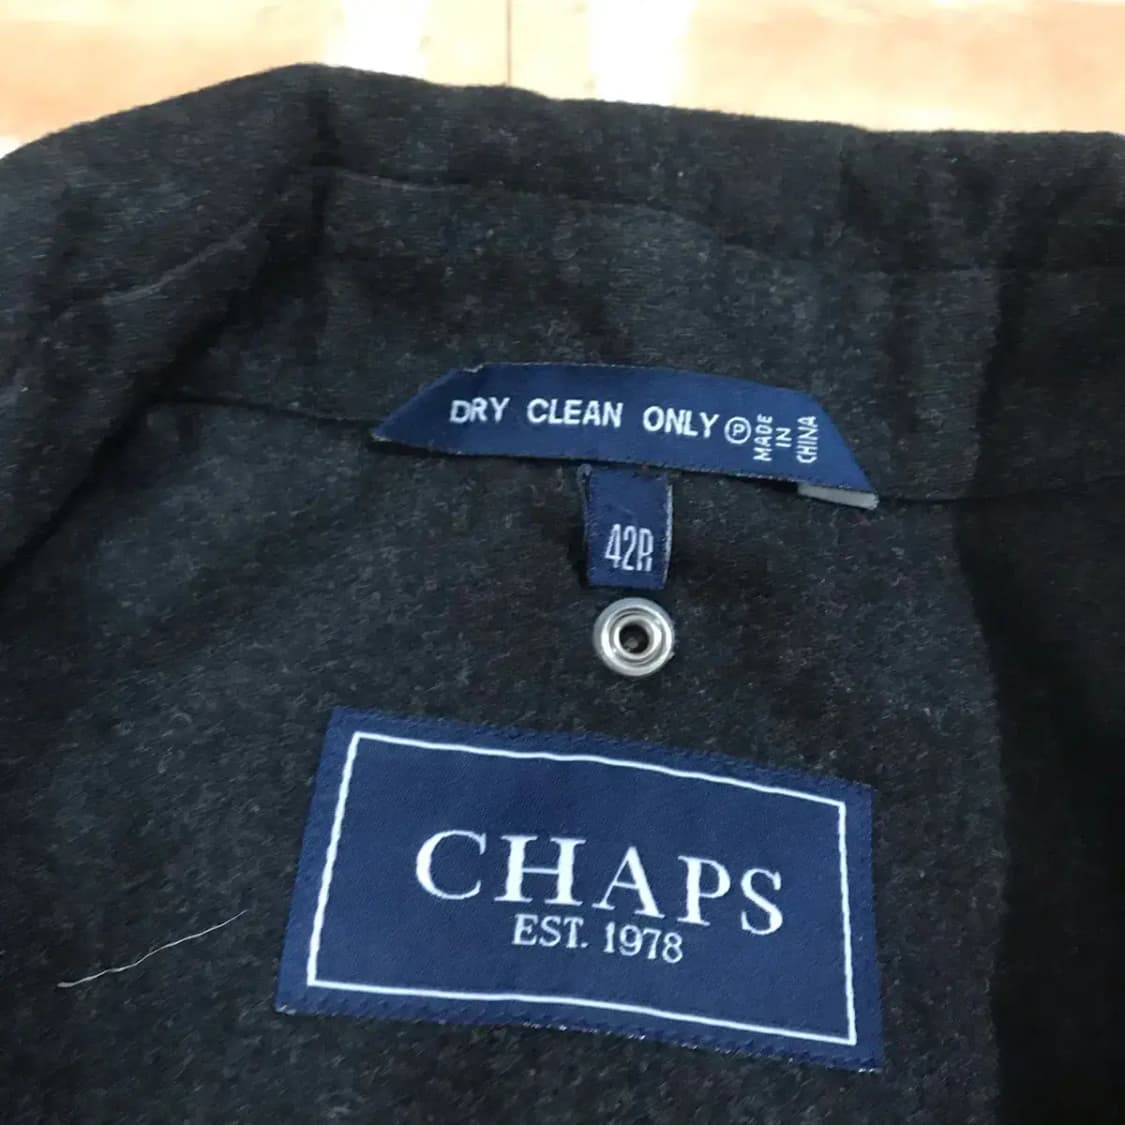 DRY CLEAN ONLY Ⓟ
MADE
IN
CHINA
42R
CHAPS
EST. 1978